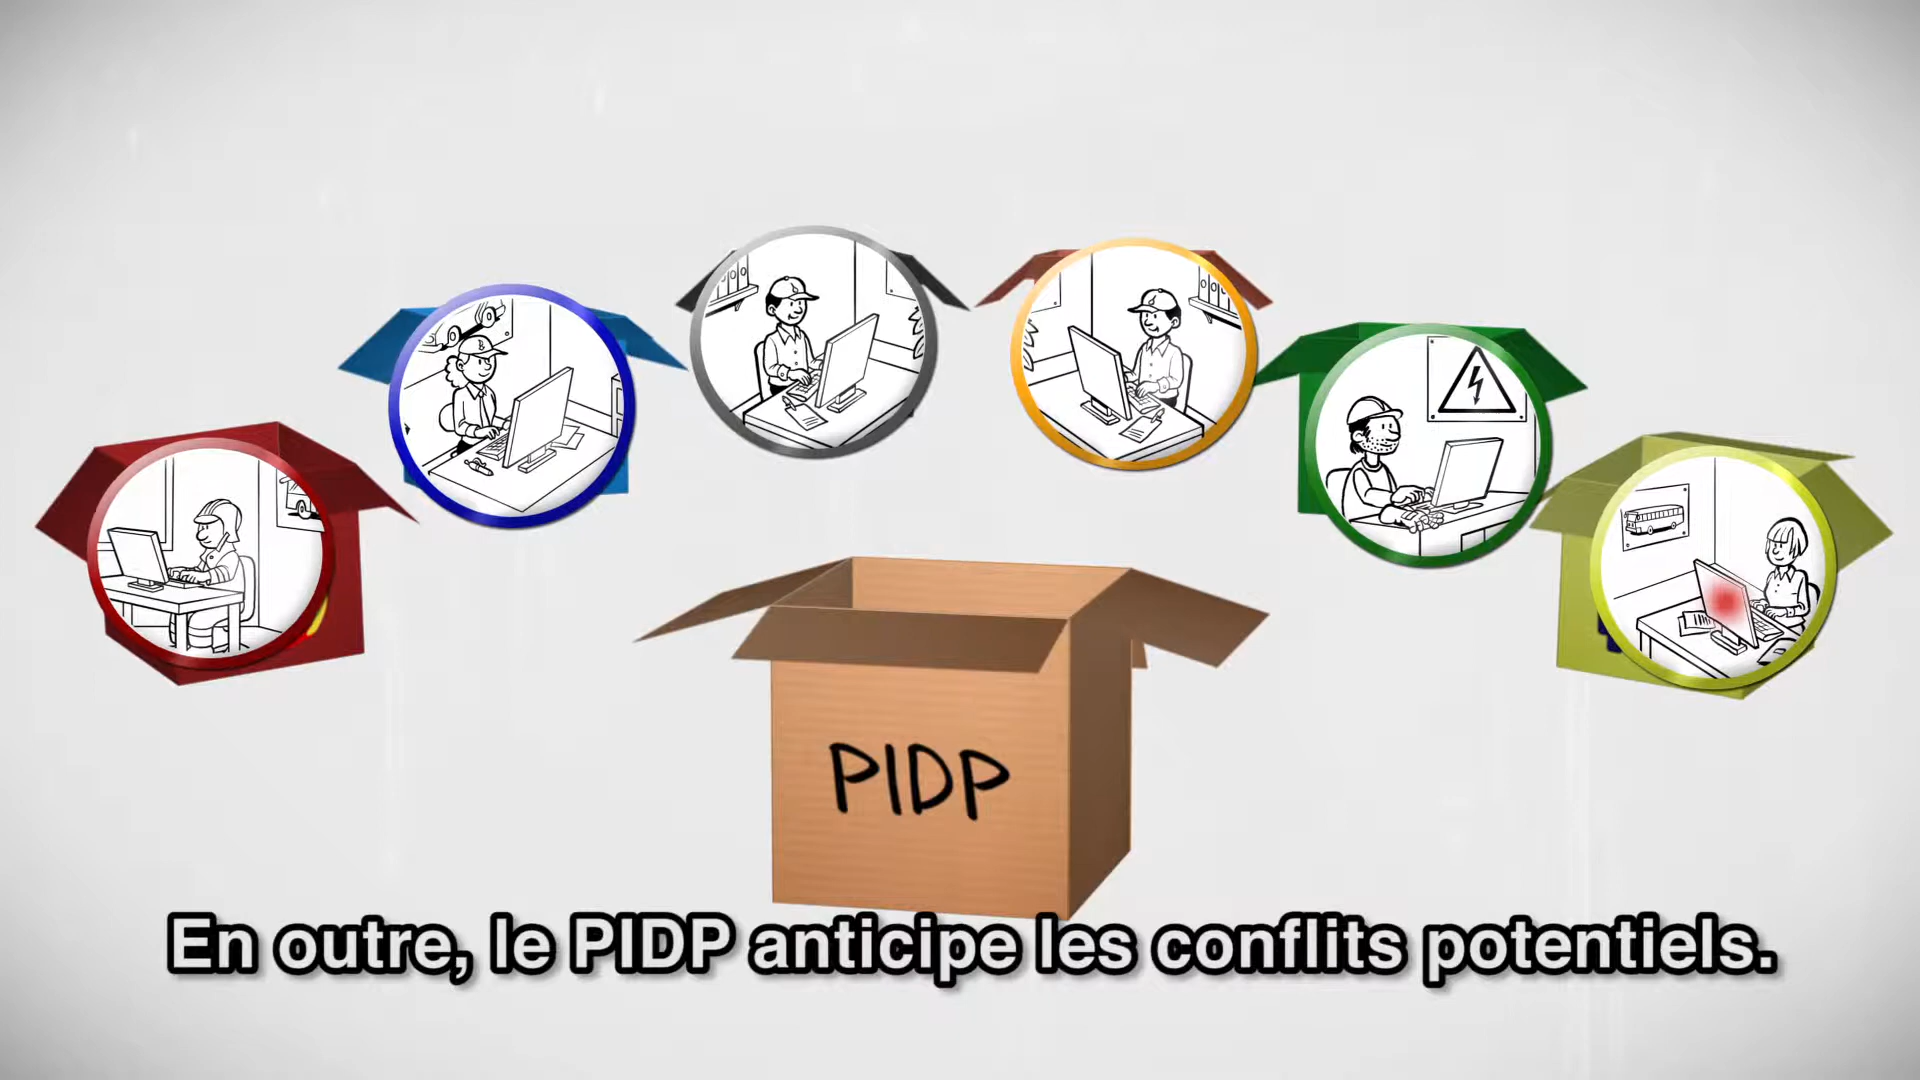 PIDP
En outre, le PIDP anticipe les conflits potentiels.